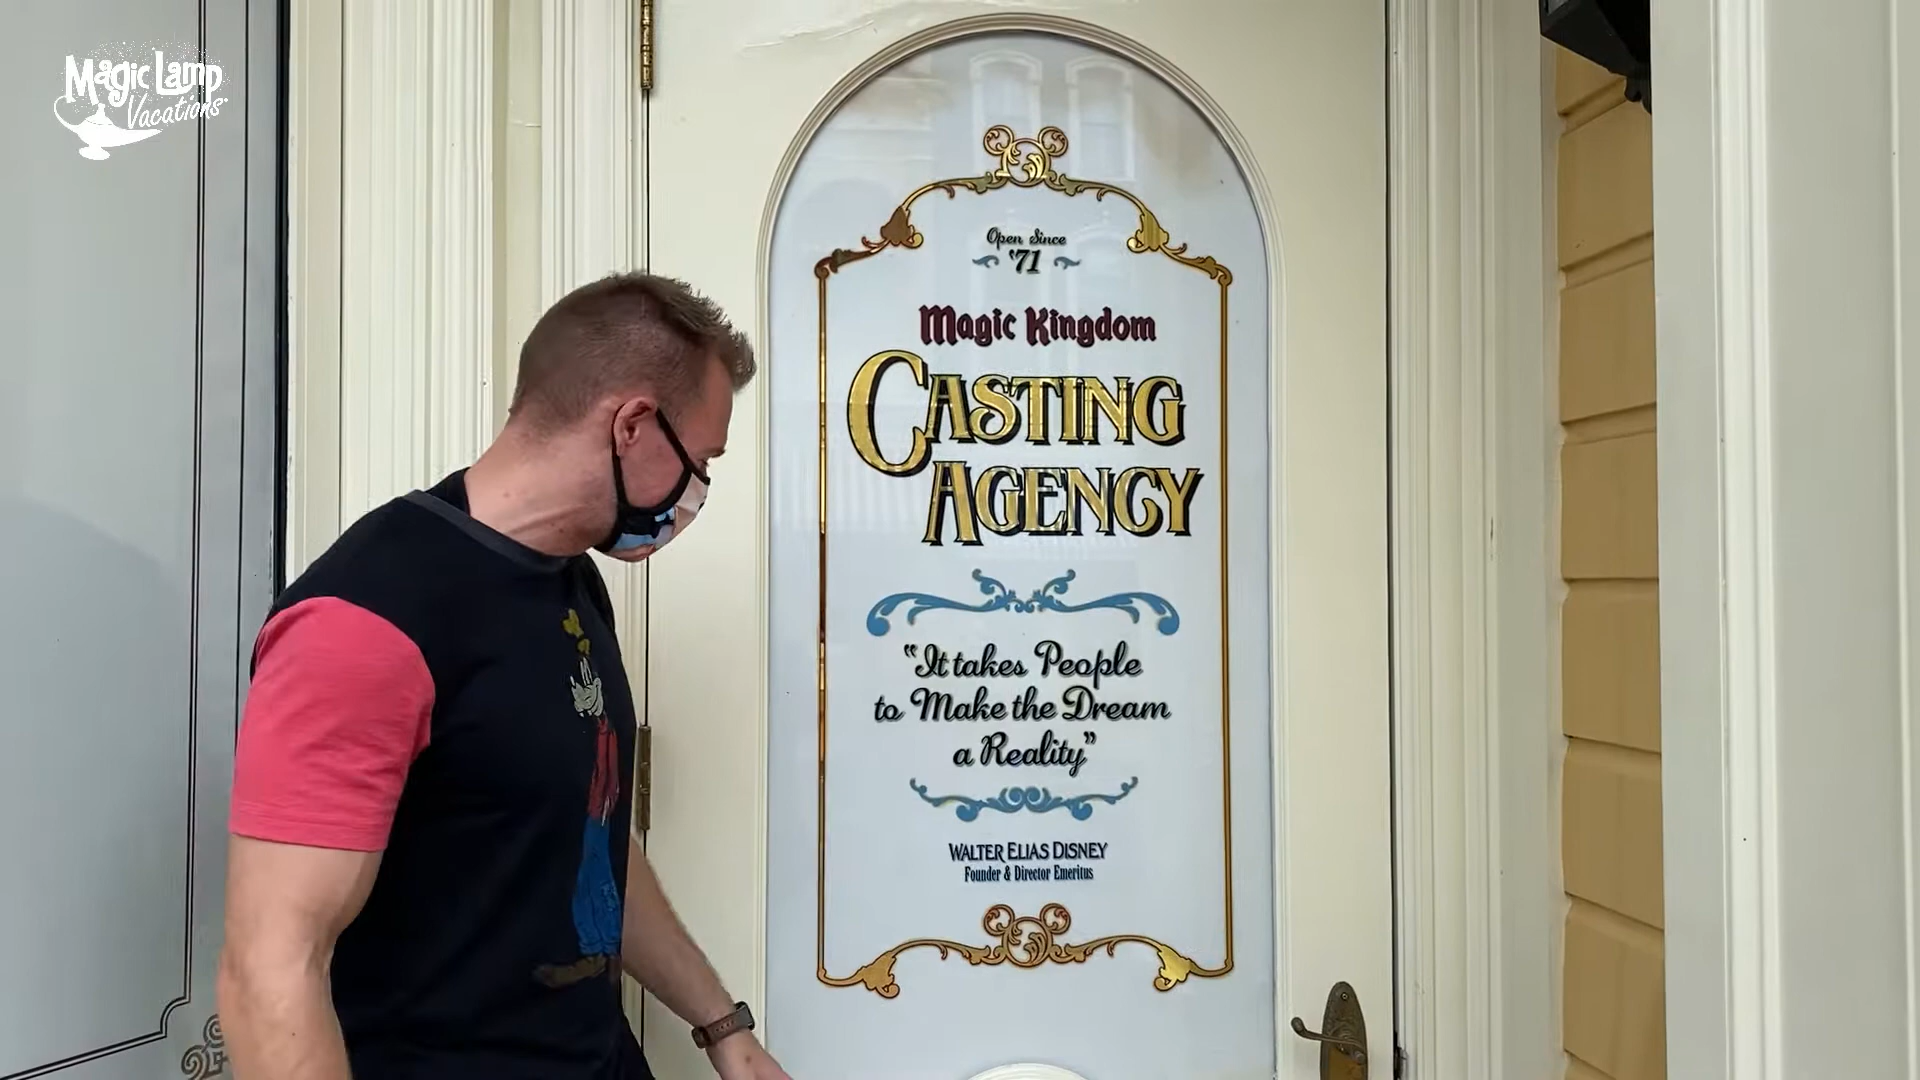 Magic Lamp
Vacations
Open Since
'71
Magic Kingdom
CASTING
AGENCY
"It takes People
to Make the Dream
a Reality"
WALTER ELIAS DISNEY
Founder & Director Emeritus